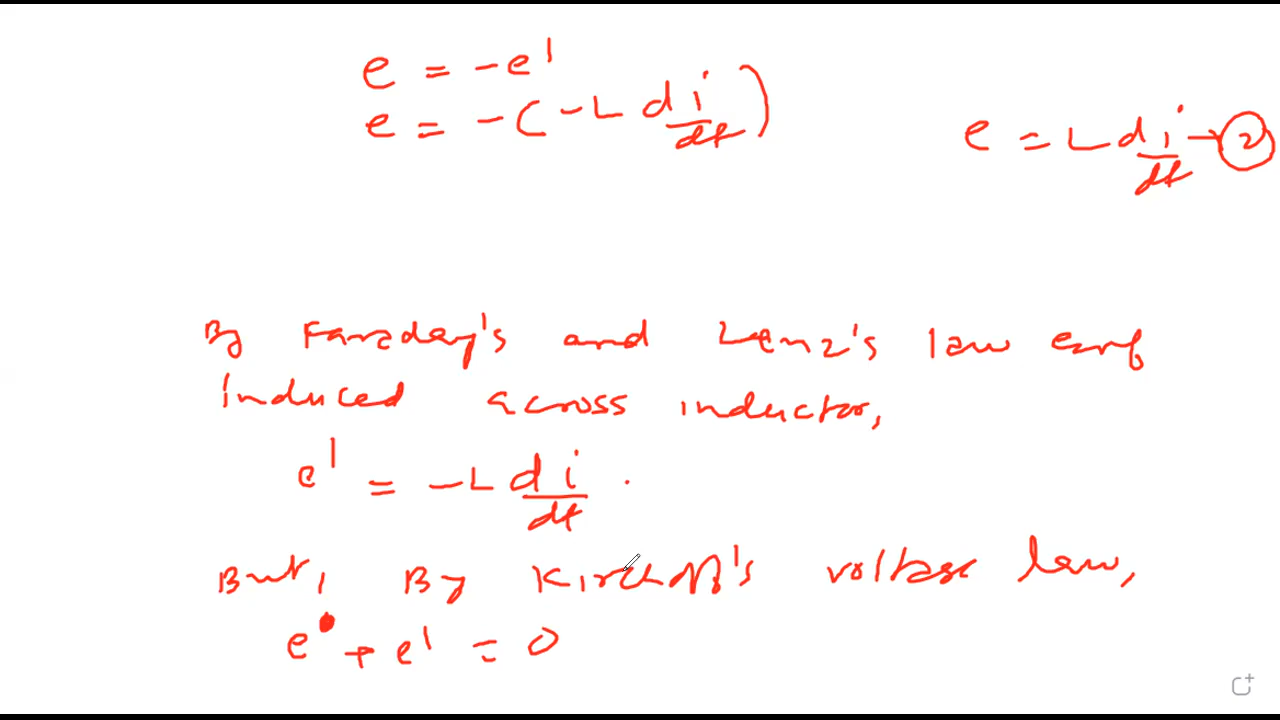 e = -e'
e = -(-L di/dt)
e = L di/dt → 2
By Faraday's and Lenz's law emf
induced across inductor,
e' = -L di/dt .
But, By Kirchoff's voltage law,
e + e' = 0